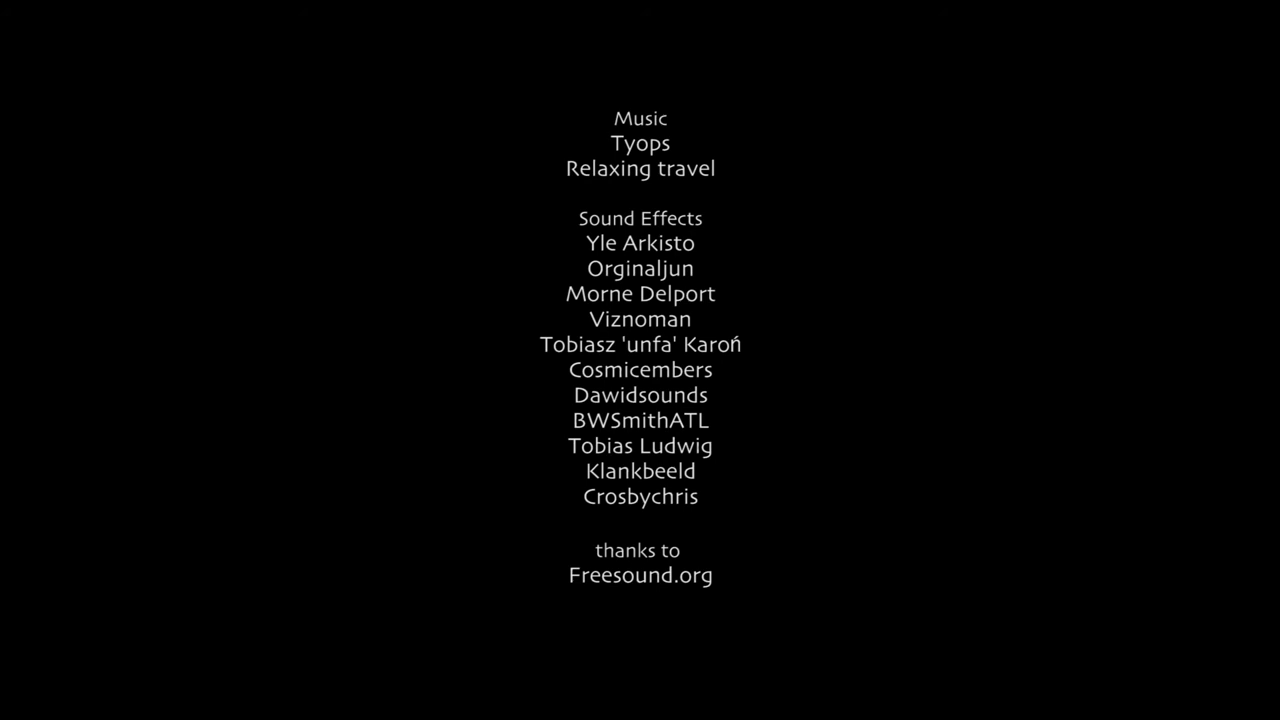 Music
Tyops
Relaxing travel
Sound Effects
Yle Arkisto
Orginaljun
Morne Delport
Viznoman
Tobiasz 'unfa' Karoń
Cosmicembers
Dawidsounds
BWSmithATL
Tobias Ludwig
Klankbeeld
Crosbychris
thanks to
Freesound.org